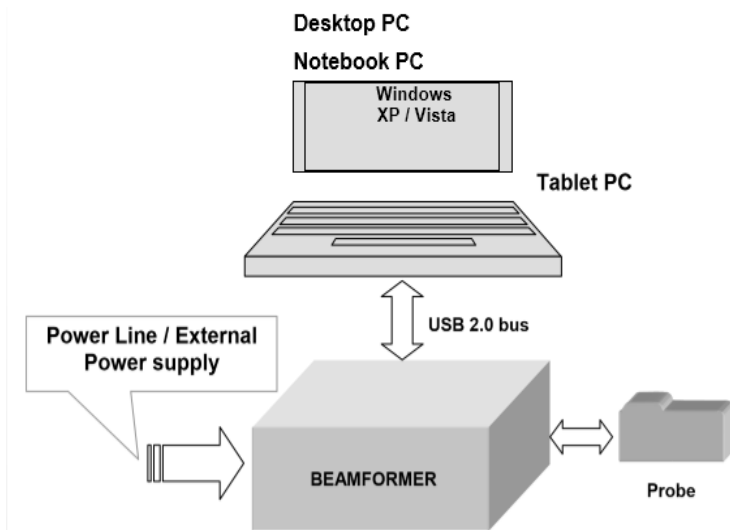 Desktop PC
Notebook PC
Windows
XP / Vista
Tablet PC
USB 2.0 bus
Power Line / External
Power supply
BEAMFORMER
Probe